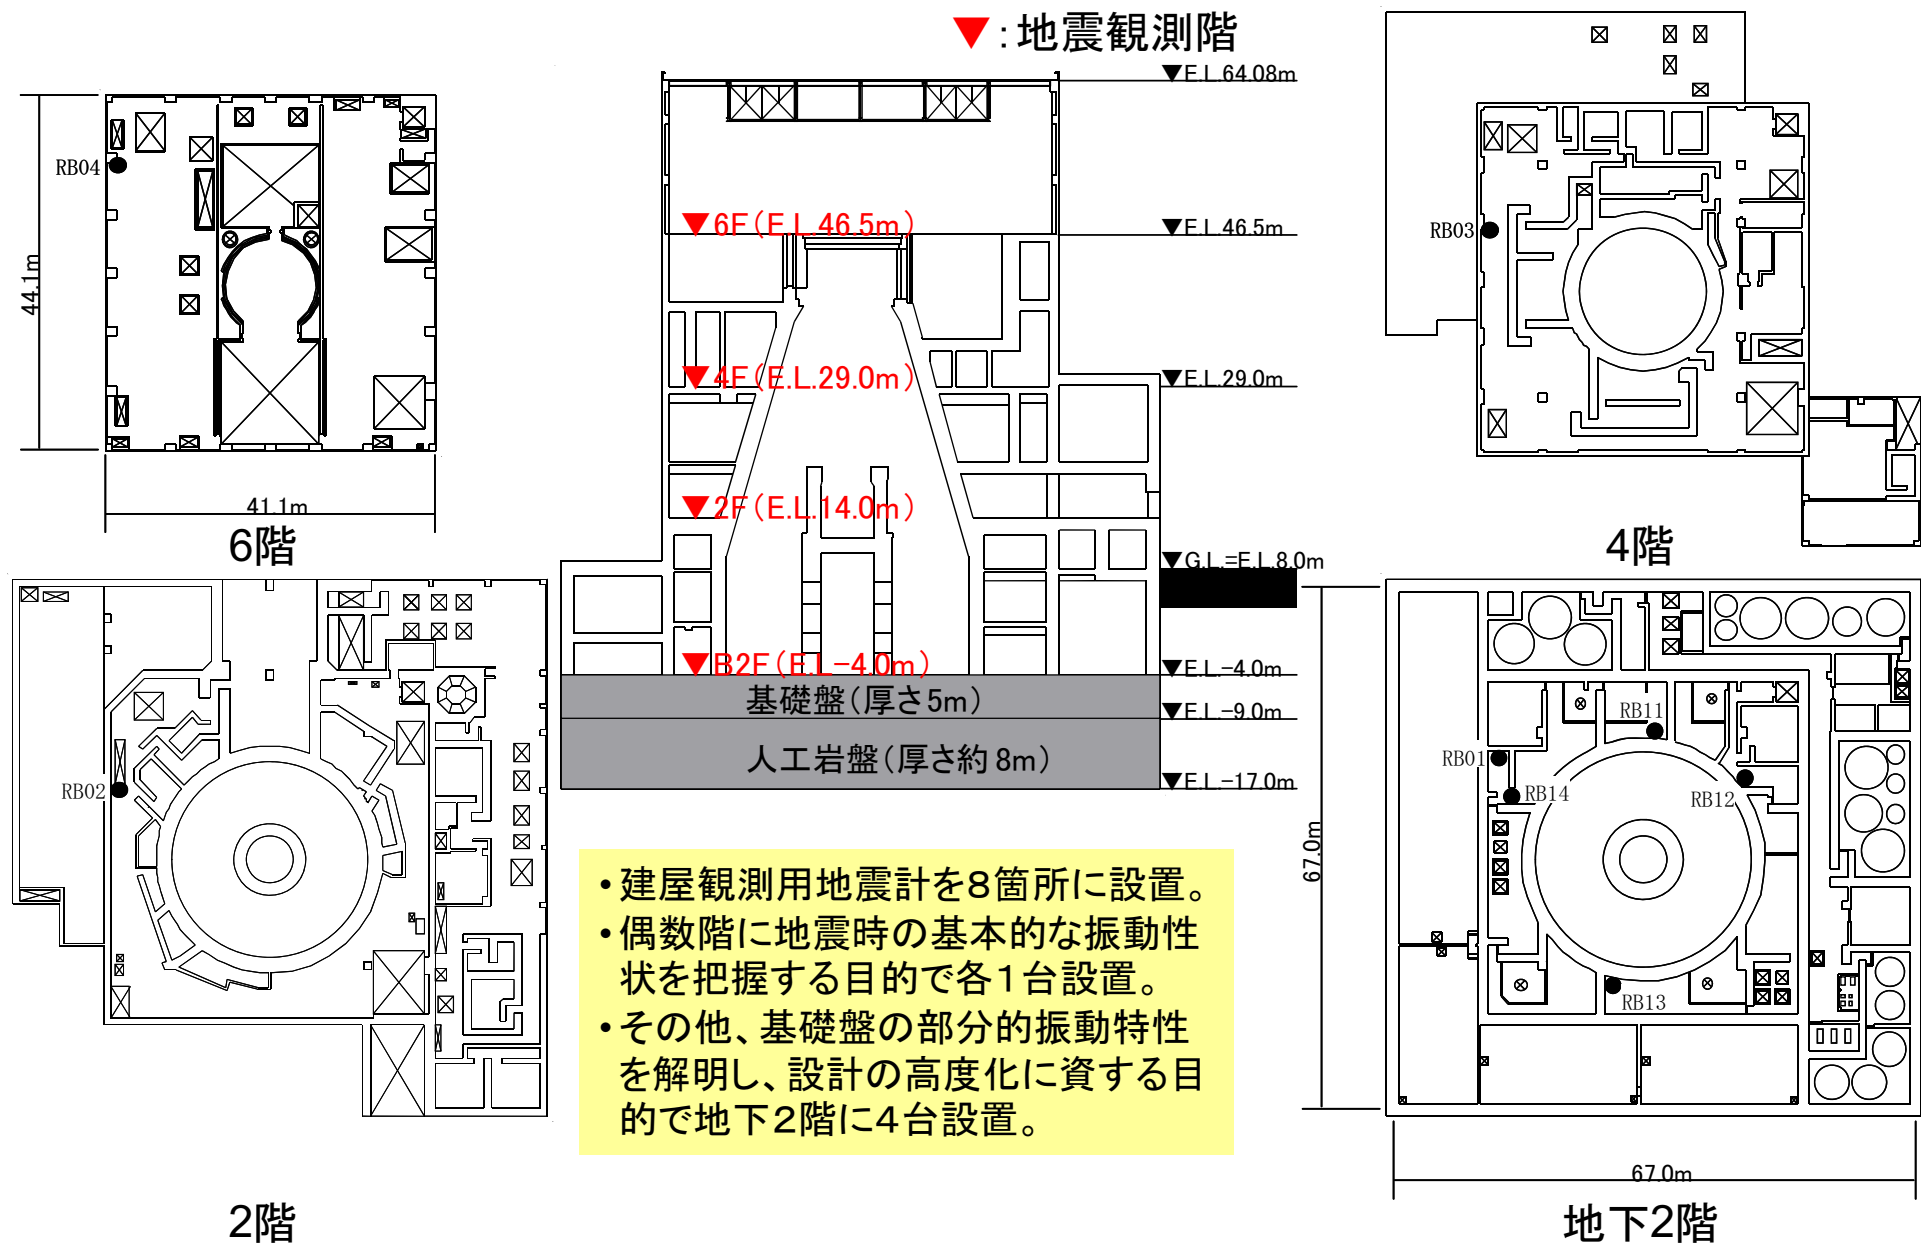 ▼:地震観測階
▼E.L.64.08m
44.1m
RB04
41.1m
6階
▼6F(E.L.46.5m)
▼E.L.46.5m
▼4F(E.L.29.0m)
▼E.L.29.0m
▼2F(E.L.14.0m)
▼G.L.=E.L.8.0m
▼B2F(E.L-4.0m)
▼E.L.-4.0m
基礎盤(厚さ5m)
▼E.L.-9.0m
人工岩盤(厚さ約8m)
▼E.L.-17.0m
RB03
4階
RB02
2階
・建屋観測用地震計を8箇所に設置。
・偶数階に地震時の基本的な振動性
状を把握する目的で各1台設置。
・その他、基礎盤の部分的振動特性
を解明し、設計の高度化に資する目
的で地下2階に4台設置。
67.0m
RB11
RB01
RB14
RB12
RB13
67.0m
地下2階